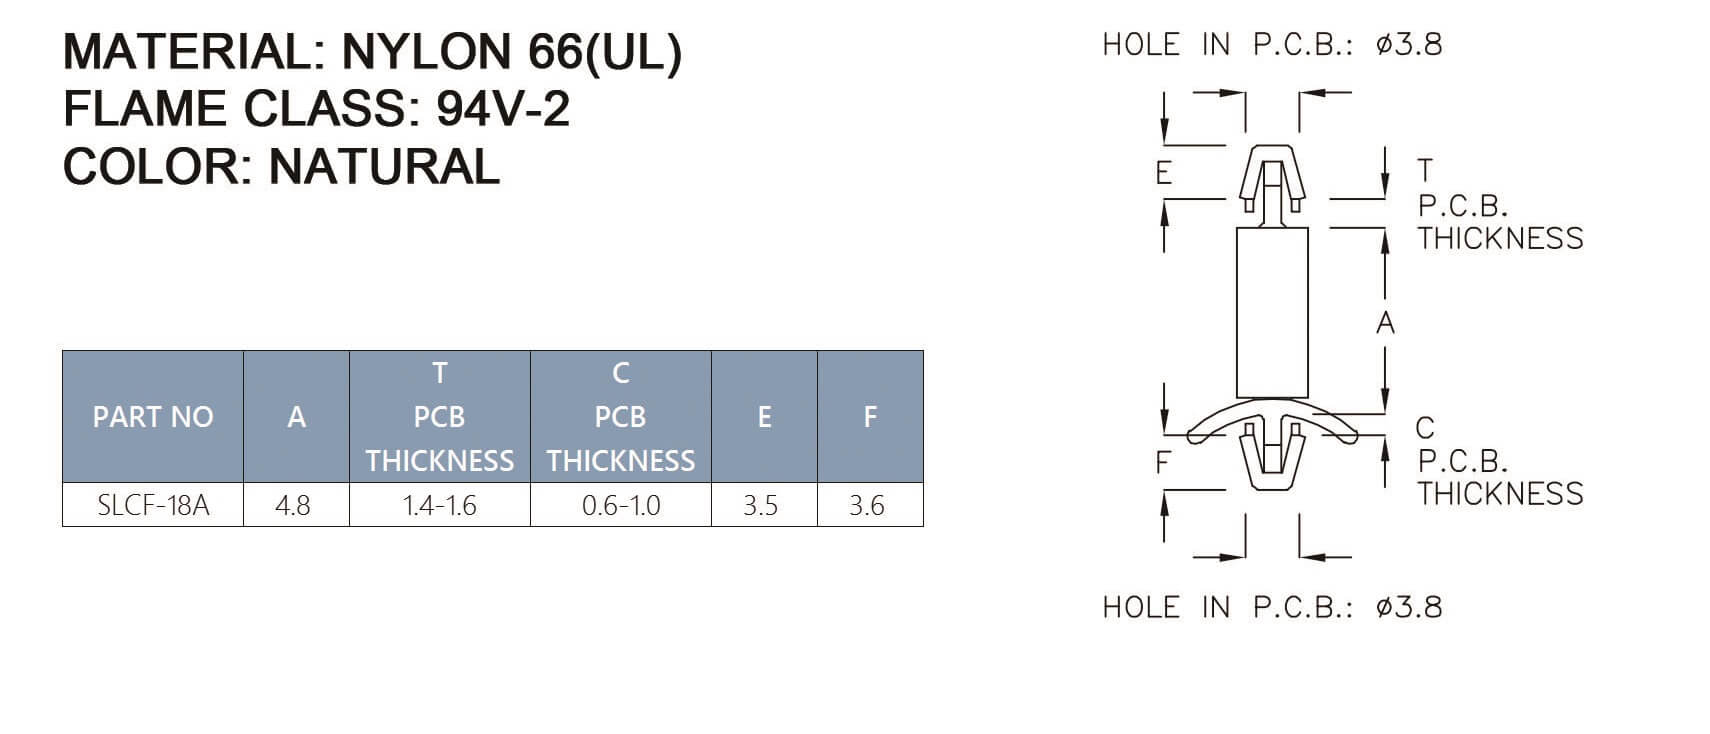 MATERIAL: NYLON 66(UL)
FLAME CLASS: 94V-2
COLOR: NATURAL
PART NO A T PCB THICKNESS C PCB THICKNESS E F
SLCF-18A 4.8 1.4-1.6 0.6-1.0 3.5 3.6
HOLE IN P.C.B.: ø3.8
E
T
P.C.B.
THICKNESS
A
C
P.C.B.
THICKNESS
F
HOLE IN P.C.B.: ø3.8